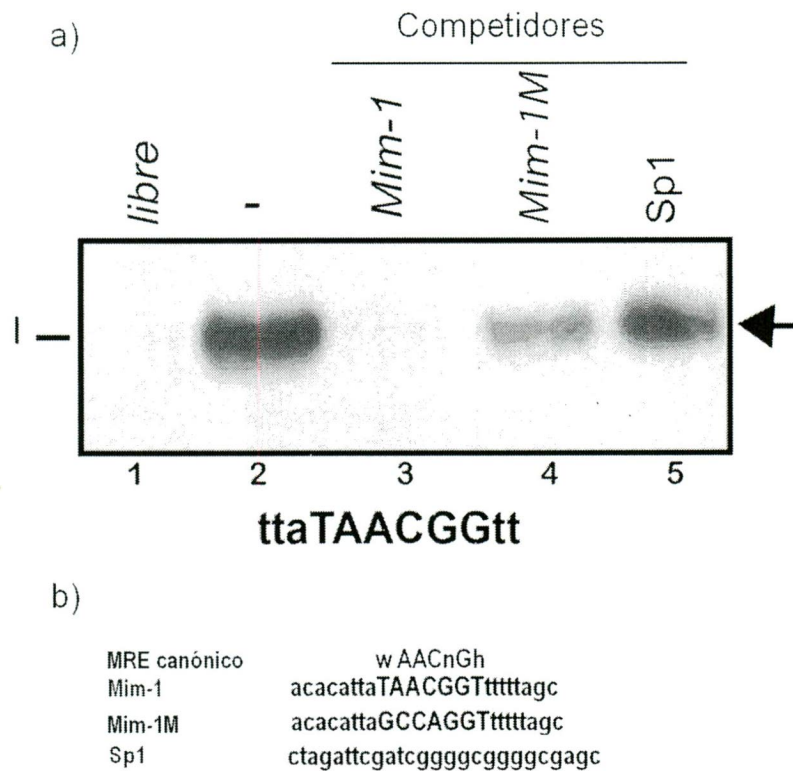 a)
Competidores
libre
-
Mim-1
Mim-1M
Sp1
I
1 2 3 4 5
ttaTAACGGtt
b)
MRE canónico w AACnGh
Mim-1 acacattaTAACGGTtttttagc
Mim-1M acacattaGCCAGGTtttttagc
Sp1 ctagattcgatcggggcggggcgagc